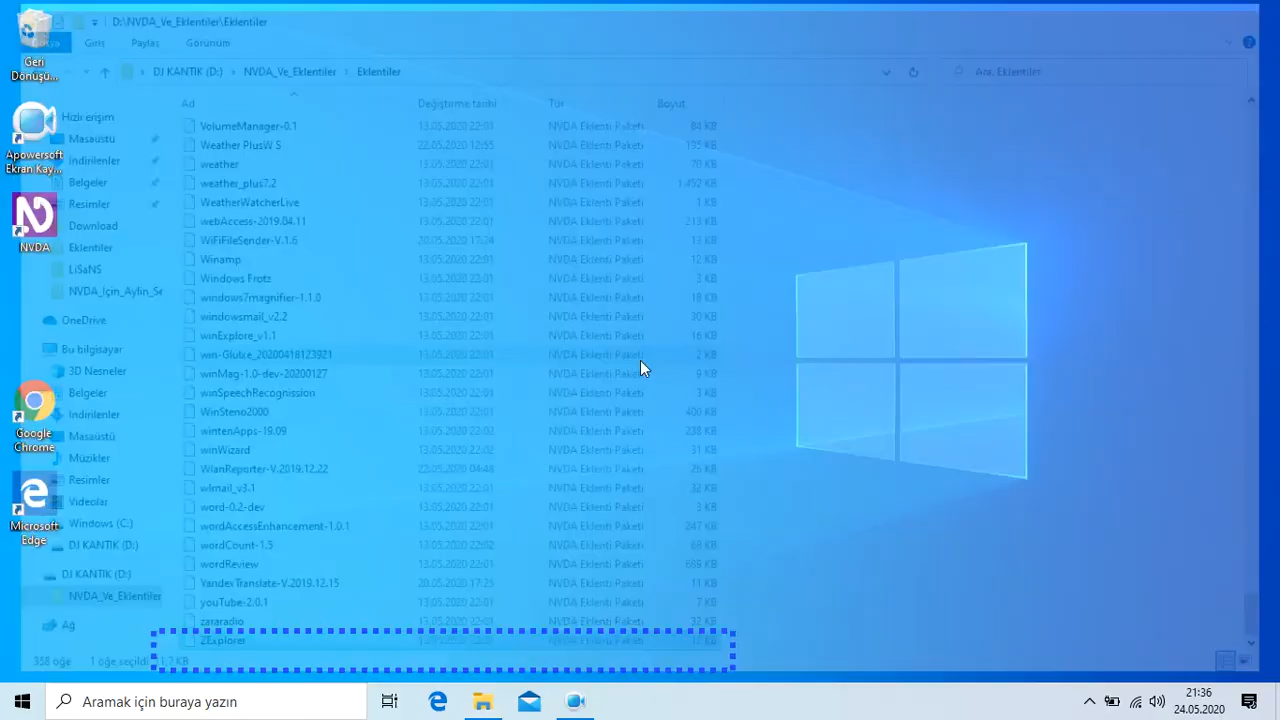 D:\NVDA_Ve_Eklentiler\Eklentiler
Dosya Giriş Paylaş Görünüm
DJ KANTIK (D:) › NVDA_Ve_Eklentiler › Eklentiler
Ara: Eklentiler
Ad Değiştirme tarihi Tür Boyut
VolumeManager-0.1 13.05.2020 22:01 NVDA Eklenti Paketi 84 KB
Weather PlusW S 22.05.2020 12:55 NVDA Eklenti Paketi 195 KB
weather 13.05.2020 22:01 NVDA Eklenti Paketi 70 KB
weather_plus7.2 13.05.2020 22:01 NVDA Eklenti Paketi 1.452 KB
WeatherWatcherLive 13.05.2020 22:01 NVDA Eklenti Paketi 1 KB
webAccess-2019.04.11 13.05.2020 22:01 NVDA Eklenti Paketi 213 KB
WiFiFileSender-V.1.6 20.05.2020 17:24 NVDA Eklenti Paketi 13 KB
Winamp 13.05.2020 22:01 NVDA Eklenti Paketi 12 KB
Windows Frotz 13.05.2020 22:01 NVDA Eklenti Paketi 3 KB
windows7magnifier-1.1.0 13.05.2020 22:01 NVDA Eklenti Paketi 18 KB
windowsmail_v2.2 13.05.2020 22:01 NVDA Eklenti Paketi 30 KB
winExplore_v1.1 13.05.2020 22:01 NVDA Eklenti Paketi 16 KB
13.05.2020 22:01 NVDA Eklenti Paketi 2 KB
winMag-1.0-dev-20200127 13.05.2020 22:01 NVDA Eklenti Paketi 9 KB
winSpeechRecognission 13.05.2020 22:01 NVDA Eklenti Paketi 3 KB
WinSteno2000 13.05.2020 22:01 NVDA Eklenti Paketi 400 KB
wintenApps-19.09 13.05.2020 22:02 NVDA Eklenti Paketi 238 KB
winWizard 13.05.2020 22:02 NVDA Eklenti Paketi 31 KB
WlanReporter-V.2019.12.22 22.05.2020 04:48 NVDA Eklenti Paketi 26 KB
wlmail_v3.1 13.05.2020 22:01 NVDA Eklenti Paketi 32 KB
word-0.2-dev 13.05.2020 22:01 NVDA Eklenti Paketi 3 KB
wordAccessEnhancement-1.0.1 13.05.2020 22:01 NVDA Eklenti Paketi 247 KB
wordCount-1.5 13.05.2020 22:02 NVDA Eklenti Paketi 68 KB
wordReview 13.05.2020 22:01 NVDA Eklenti Paketi 669 KB
YandexTranslate-V.2019.12.15 20.05.2020 17:25 NVDA Eklenti Paketi 11 KB
youTube-2.0.1 13.05.2020 22:01 NVDA Eklenti Paketi 7 KB
zararadio 13.05.2020 22:01 NVDA Eklenti Paketi 32 KB
ZExplorer
358 öğe 1 öğe seçildi
Hızlı erişim
Masaüstü
İndirilenler
Belgeler
Resimler
Download
Eklentiler
LiSaNS
NVDA_İçin_Aylin_Se
OneDrive
Bu bilgisayar
3D Nesneler
Belgeler
İndirilenler
Masaüstü
Müzikler
Resimler
Videolar
Windows (C:)
DJ KANTIK (D:)
DJ KANTIK (D:)
NVDA_Ve_Eklentiler
Ağ
Geri
Dönüşü...
Apowersoft
Ekran Kay...
NVDA
Google
Chrome
Microsoft
Edge
Aramak için buraya yazın
21:36
24.05.2020